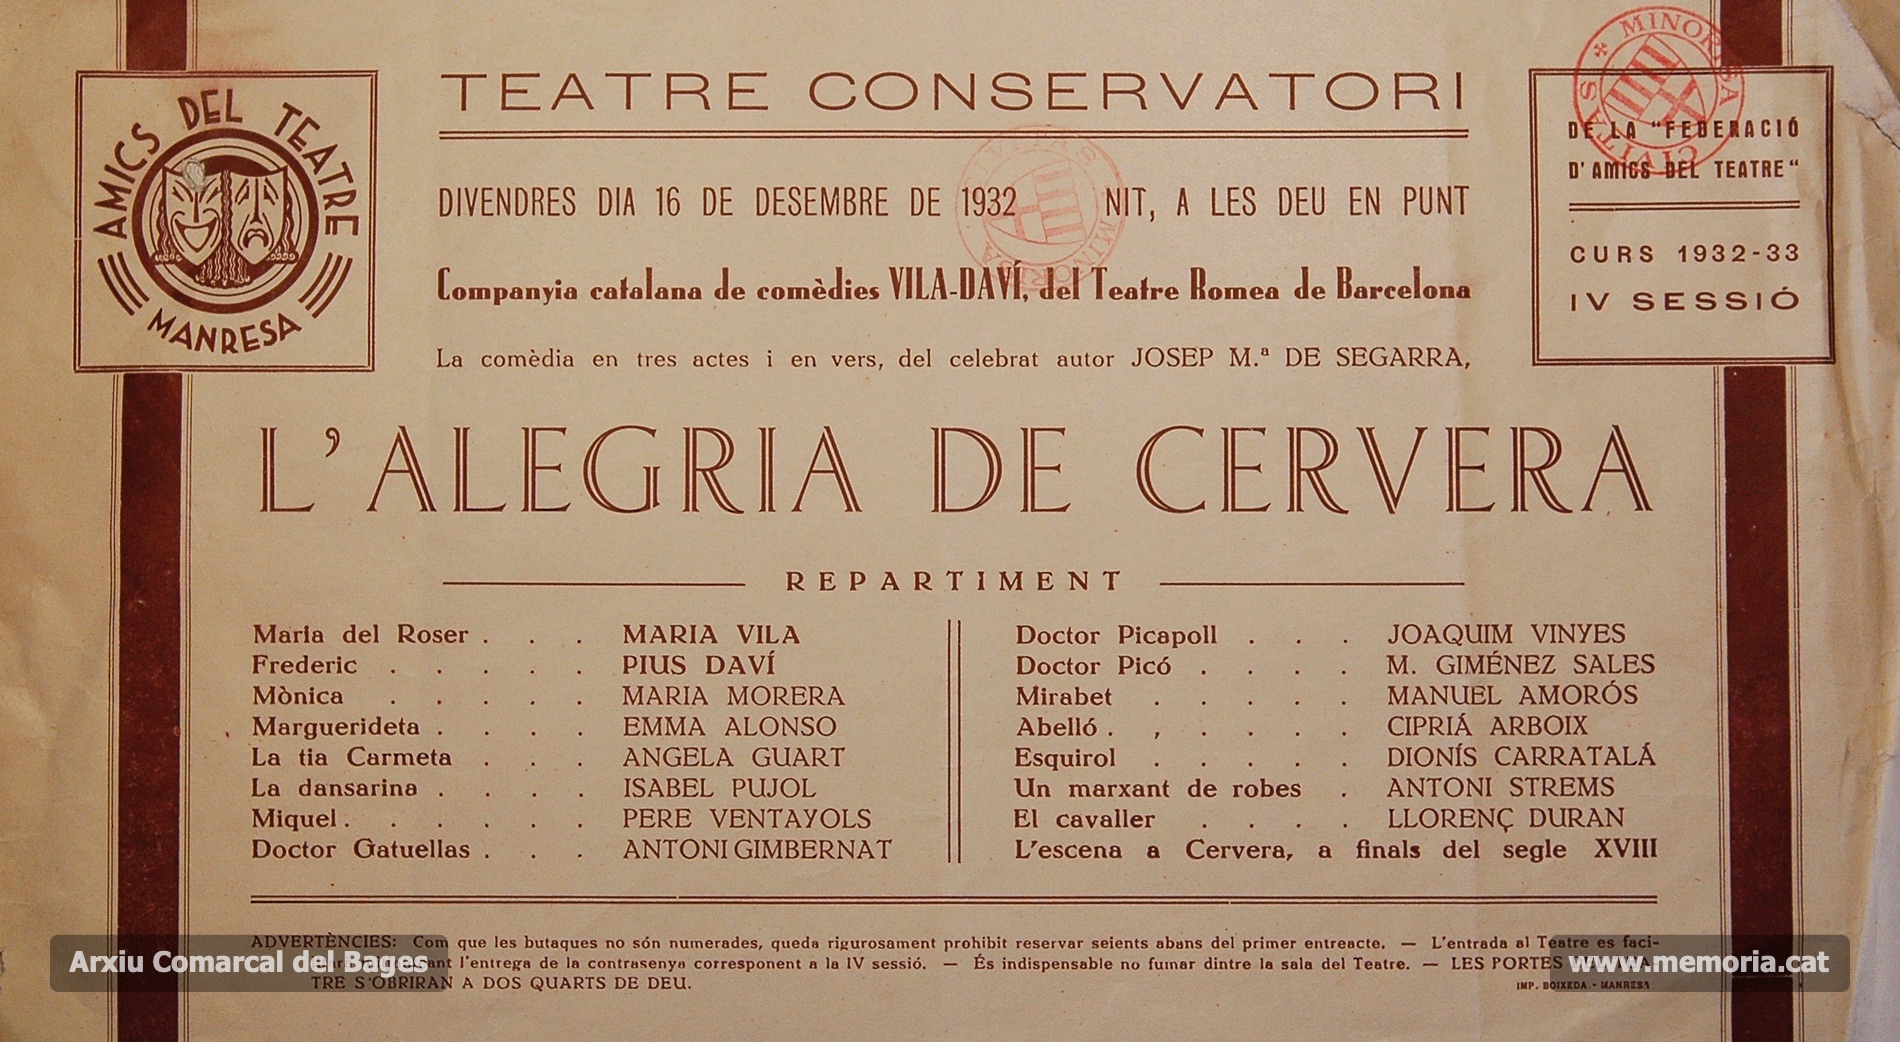 AMICS DEL TEATRE
MANRESA
TEATRE CONSERVATORI
DIVENDRES DIA 16 DE DESEMBRE DE 1932 NIT, A LES DEU EN PUNT
Companyia catalana de comèdies VILA-DAVÍ, del Teatre Romea de Barcelona
La comèdia en tres actes i en vers, del celebrat autor JOSEP M.ª DE SEGARRA,
CIVITAS MINORISA
DE LA "FEDERACIÓ
D'AMICS DEL TEATRE"
CURS 1932-33
IV SESSIÓ
CIVITAS MINORISA
L'ALEGRIA DE CERVERA
REPARTIMENT
Maria del Roser . . . MARIA VILA
Frederic . . . . . PIUS DAVÍ
Mònica . . . . . MARIA MORERA
Marguerideta . . . . EMMA ALONSO
La tia Carmeta . . . ANGELA GUART
La dansarina . . . . ISABEL PUJOL
Miquel . . . . . . PERE VENTAYOLS
Doctor Gatuellas . . . ANTONI GIMBERNAT
Doctor Picapoll . . . JOAQUIM VINYES
Doctor Picó . . . . M. GIMÉNEZ SALES
Mirabet . . . . . MANUEL AMORÓS
Abelló . , . . . . CIPRIÁ ARBOIX
Esquirol . . . . . DIONÍS CARRATALÁ
Un marxant de robes . ANTONI STREMS
El cavaller . . . . LLORENÇ DURAN
L'escena a Cervera, a finals del segle XVIII
ADVERTÈNCIES: Com que les butaques no són numerades, queda rigurosament prohibit reservar seients abans del primer entreacte. — L'entrada al Teatre es faci-
l'entrega de la contrasenya corresponent a la IV sessió. — És indispensable no fumar dintre la sala del Teatre. — LES PORTES
TRE S'OBRIRAN A DOS QUARTS DE DEU.
IMP. BOIXEDA.- MANRESA
Arxiu Comarcal del Bages
www.memoria.cat